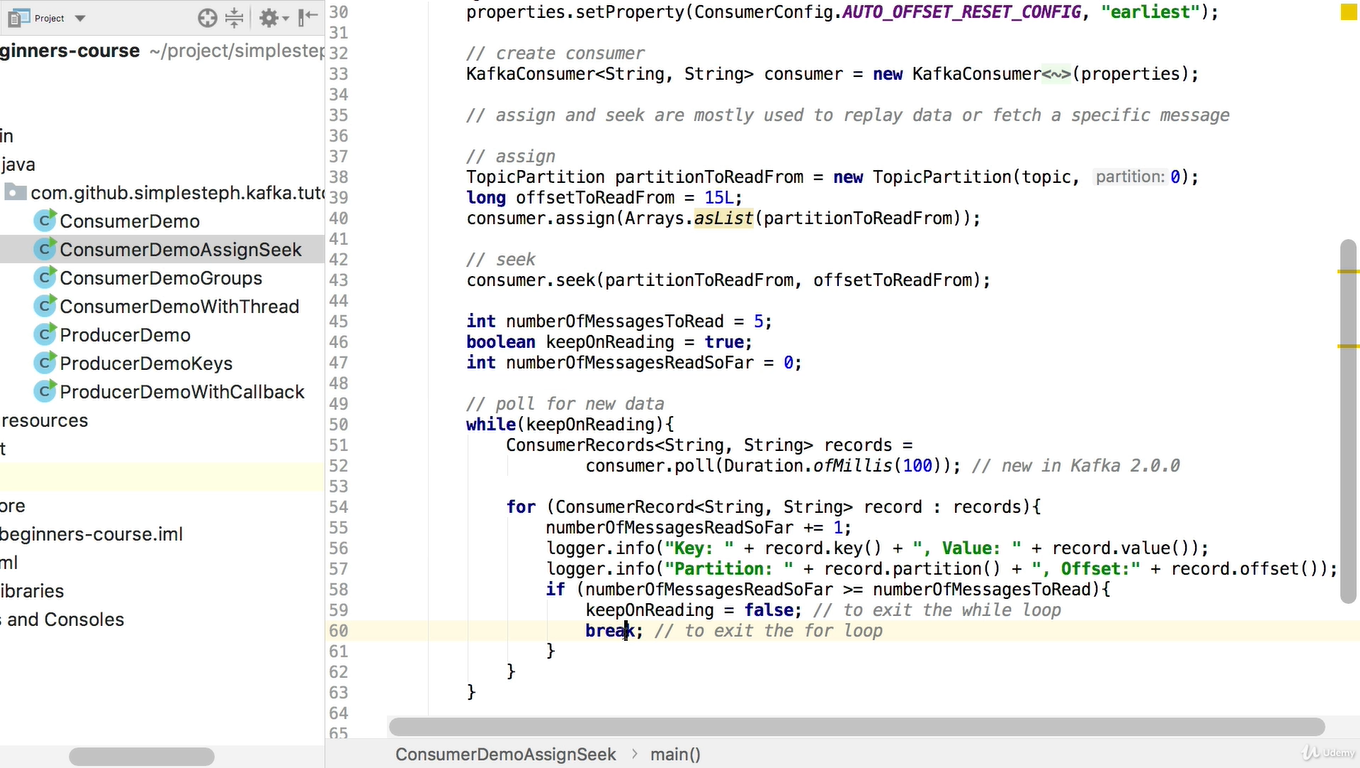 Project
ginners-course ~/project/simplestep
in
java
com.github.simplesteph.kafka.tuto
ConsumerDemo
ConsumerDemoAssignSeek
ConsumerDemoGroups
ConsumerDemoWithThread
ProducerDemo
ProducerDemoKeys
ProducerDemoWithCallback
resources
t
ore
beginners-course.iml
ml
ibraries
s and Consoles
30 properties.setProperty(ConsumerConfig.AUTO_OFFSET_RESET_CONFIG, "earliest");
31
32 // create consumer
33 KafkaConsumer<String, String> consumer = new KafkaConsumer<~>(properties);
34
35 // assign and seek are mostly used to replay data or fetch a specific message
36
37 // assign
38 TopicPartition partitionToReadFrom = new TopicPartition(topic, partition: 0);
39 long offsetToReadFrom = 15L;
40 consumer.assign(Arrays.asList(partitionToReadFrom));
41
42 // seek
43 consumer.seek(partitionToReadFrom, offsetToReadFrom);
44
45 int numberOfMessagesToRead = 5;
46 boolean keepOnReading = true;
47 int numberOfMessagesReadSoFar = 0;
48
49 // poll for new data
50 while(keepOnReading){
51 ConsumerRecords<String, String> records =
52 consumer.poll(Duration.ofMillis(100)); // new in Kafka 2.0.0
53
54 for (ConsumerRecord<String, String> record : records){
55 numberOfMessagesReadSoFar += 1;
56 logger.info("Key: " + record.key() + ", Value: " + record.value());
57 logger.info("Partition: " + record.partition() + ", Offset:" + record.offset());
58 if (numberOfMessagesReadSoFar >= numberOfMessagesToRead){
59 keepOnReading = false; // to exit the while loop
60 break; // to exit the for loop
61 }
62 }
63 }
64
65
ConsumerDemoAssignSeek > main()
Udemy